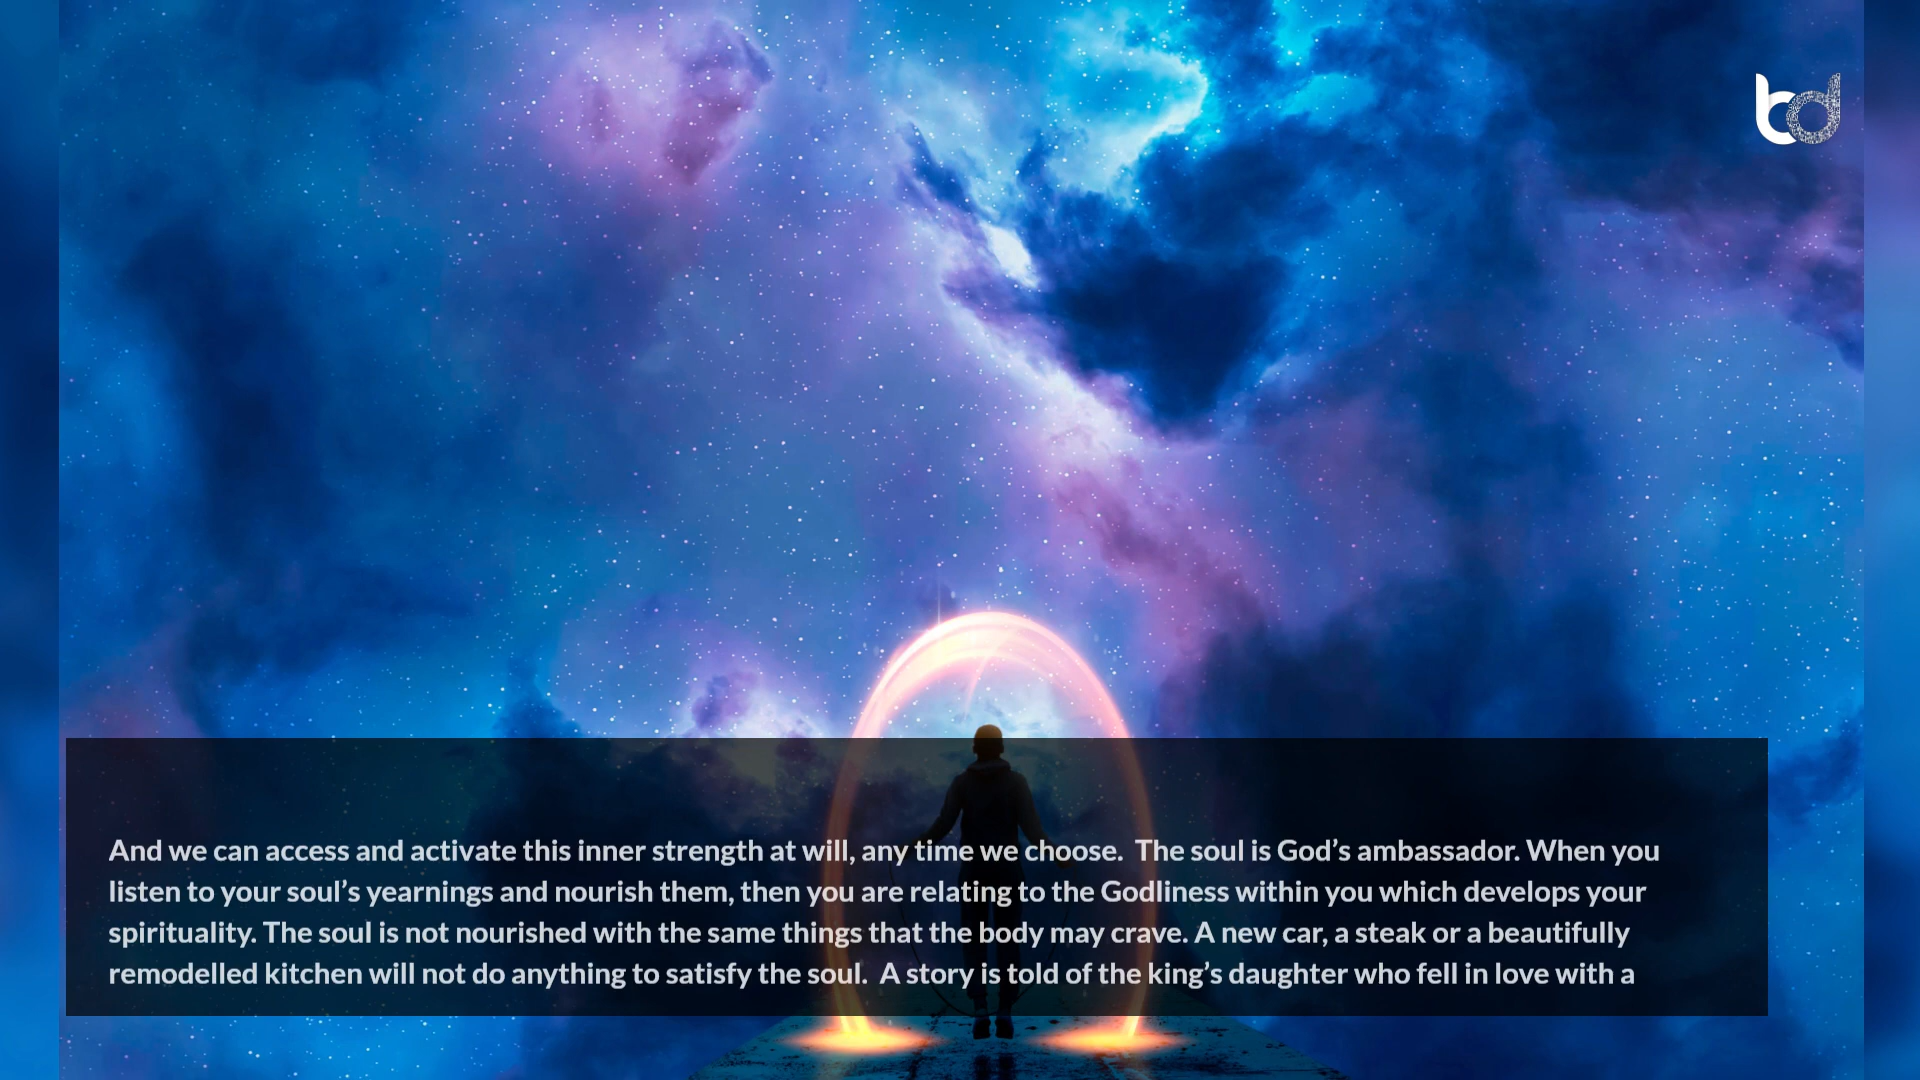 bd
And we can access and activate this inner strength at will, any time we choose.  The soul is God’s ambassador. When you
listen to your soul’s yearnings and nourish them, then you are relating to the Godliness within you which develops your
spirituality. The soul is not nourished with the same things that the body may crave. A new car, a steak or a beautifully
remodelled kitchen will not do anything to satisfy the soul.  A story is told of the king’s daughter who fell in love with a